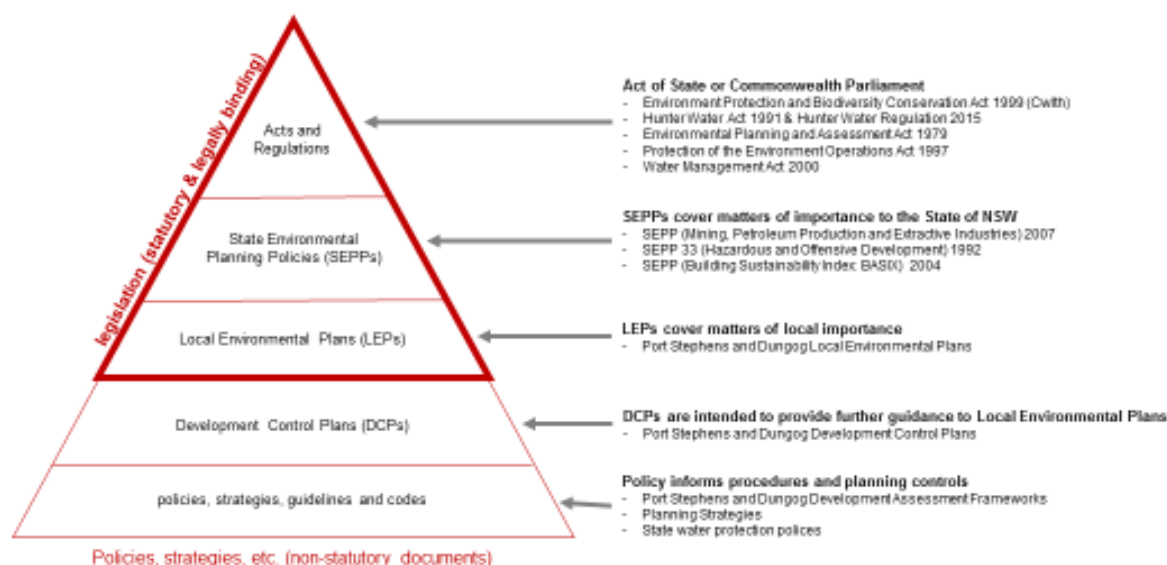 legislation (statutory & legally binding)
Acts and
Regulations
State Environmental
Planning Policies (SEPPs)
Local Environmental Plans (LEPs)
Development Control Plans (DCPs)
policies, strategies, guidelines and codes
Policies, strategies, etc. (non-statutory documents)
Act of State or Commonwealth Parliament
- Environment Protection and Biodiversity Conservation Act 1999 (Cwlth)
- Hunter Water Act 1991 & Hunter Water Regulation 2015
- Environmental Planning and Assessment Act 1979
- Protection of the Environment Operations Act 1997
- Water Management Act 2000
SEPPs cover matters of importance to the State of NSW
- SEPP (Mining, Petroleum Production and Extractive Industries) 2007
- SEPP 33 (Hazardous and Offensive Development) 1992
- SEPP (Building Sustainability Index: BASIX) 2004
LEPs cover matters of local importance
- Port Stephens and Dungog Local Environmental Plans
DCPs are intended to provide further guidance to Local Environmental Plans
- Port Stephens and Dungog Development Control Plans
Policy informs procedures and planning controls
- Port Stephens and Dungog Development Assessment Frameworks
- Planning Strategies
- State water protection polices